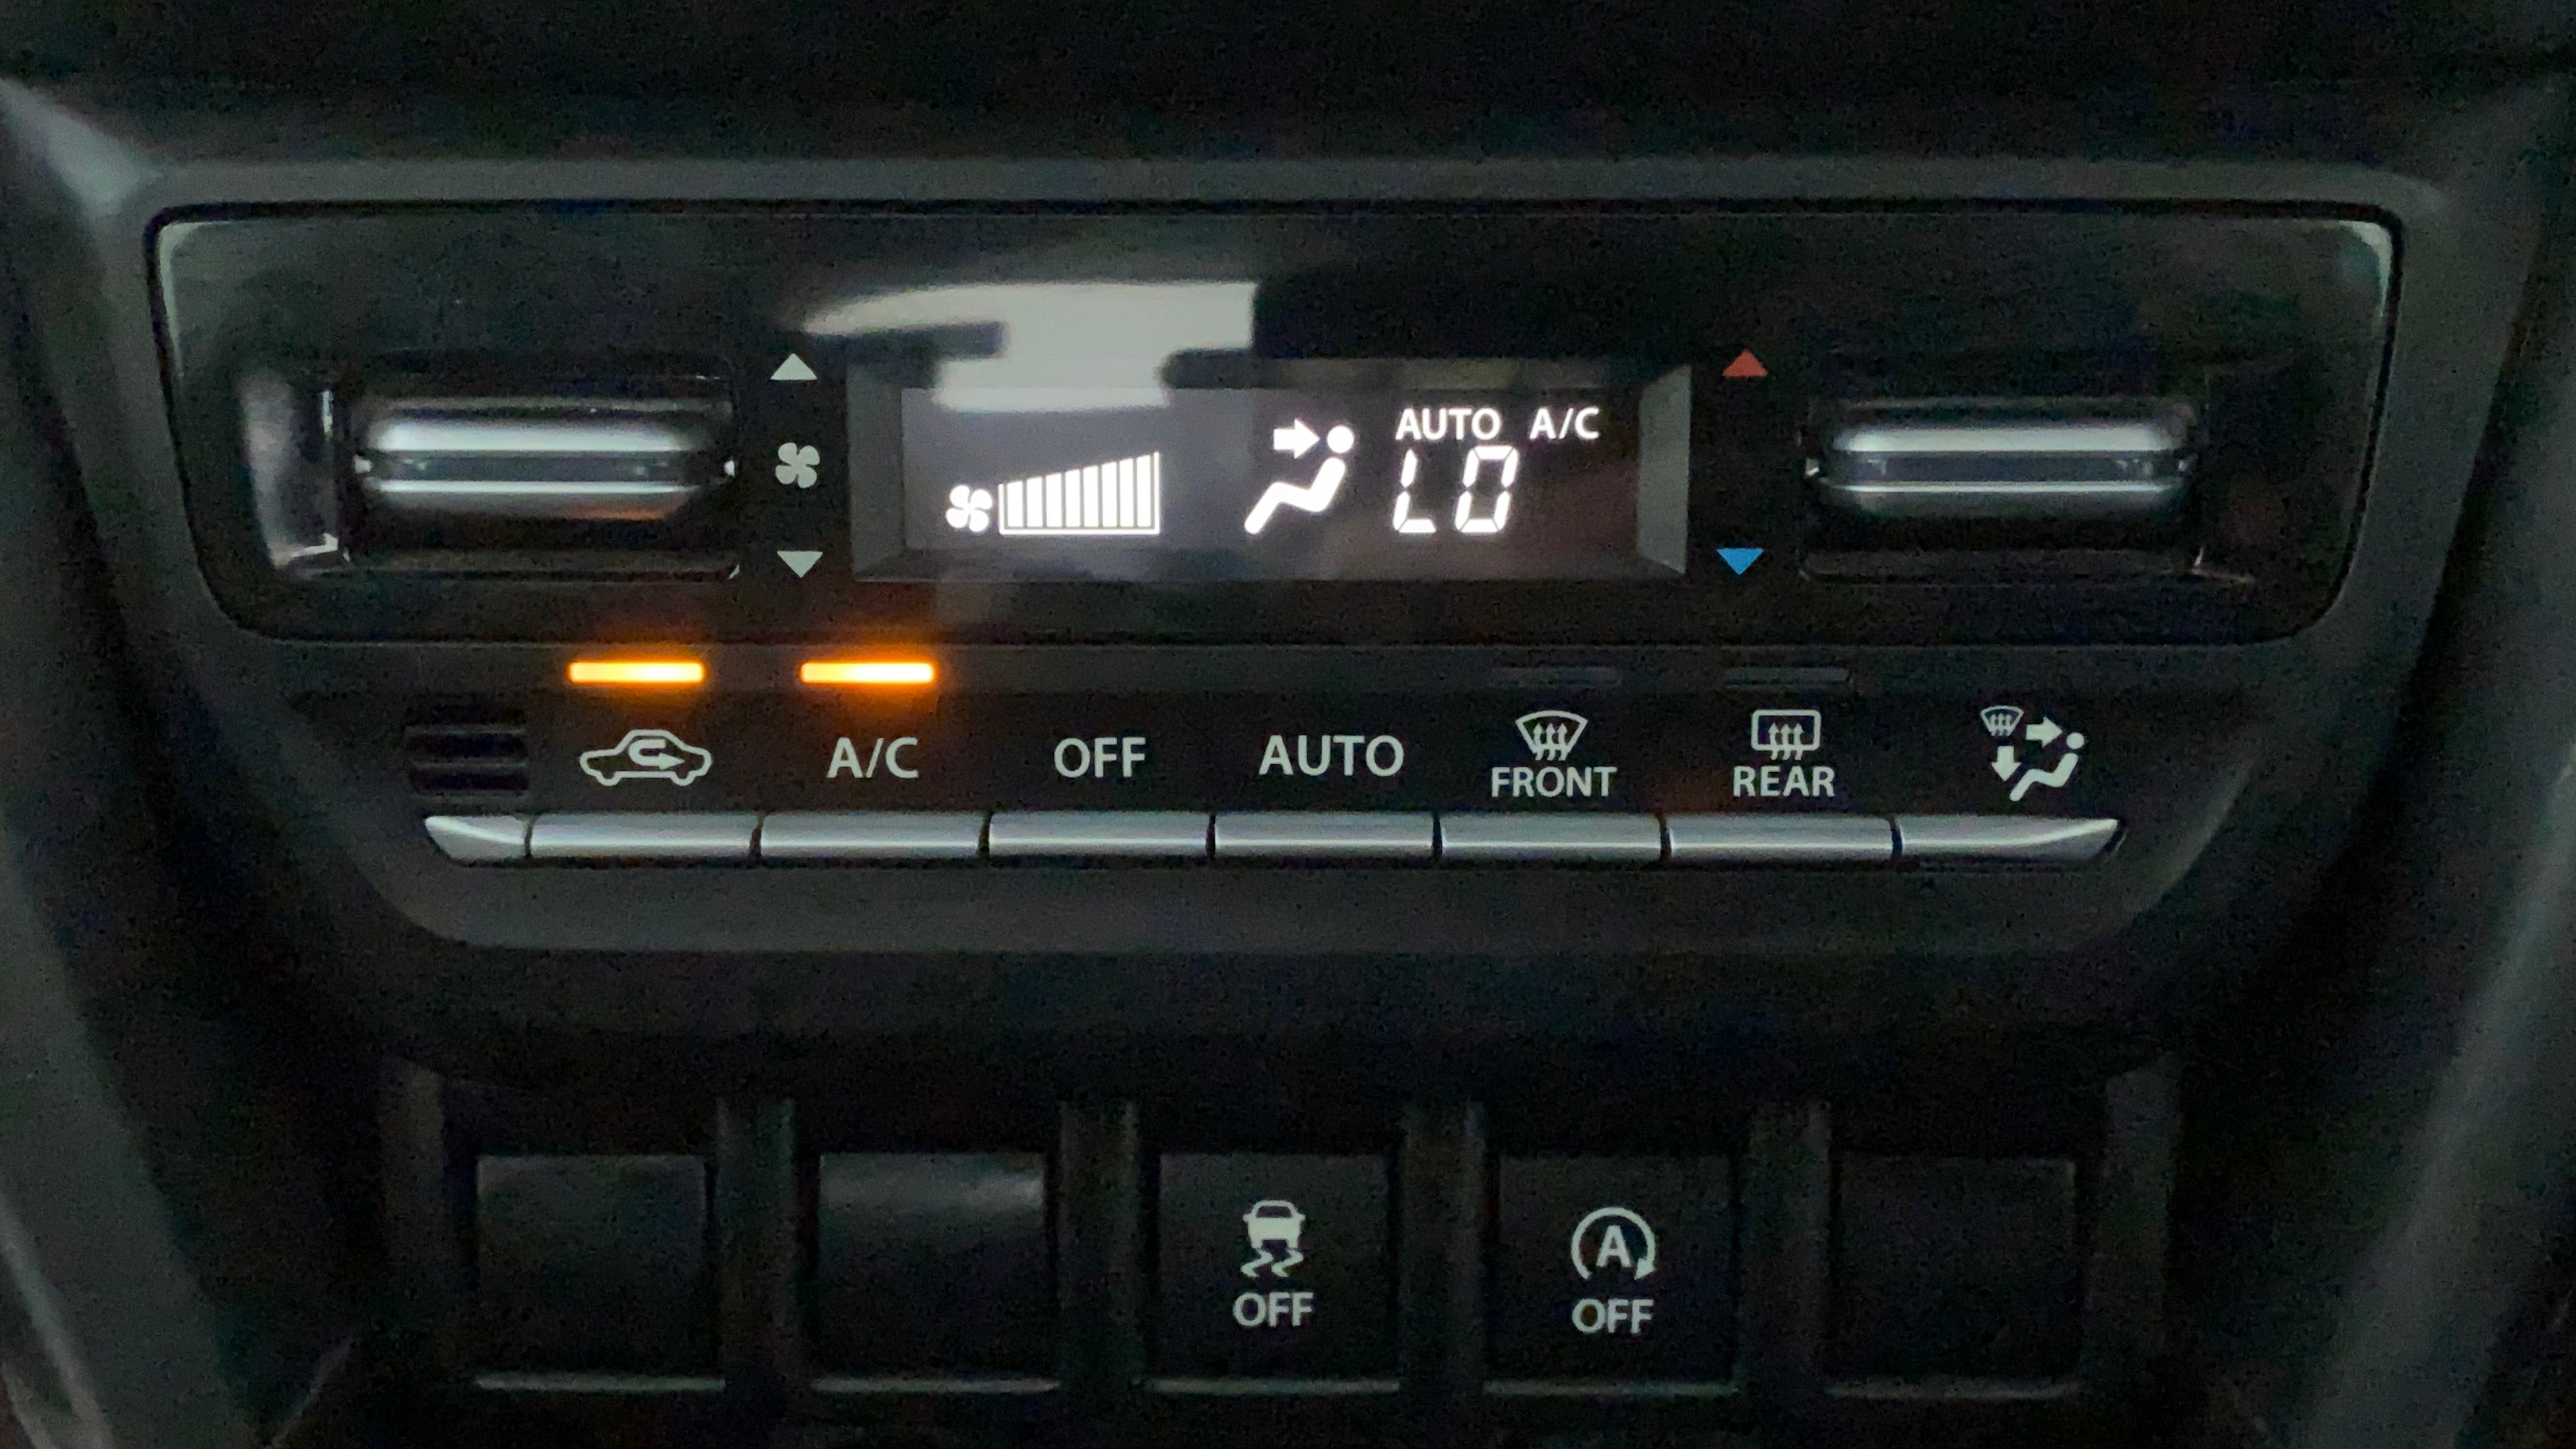 AUTO A/C
LO
A/C OFF AUTO FRONT REAR
OFF A OFF